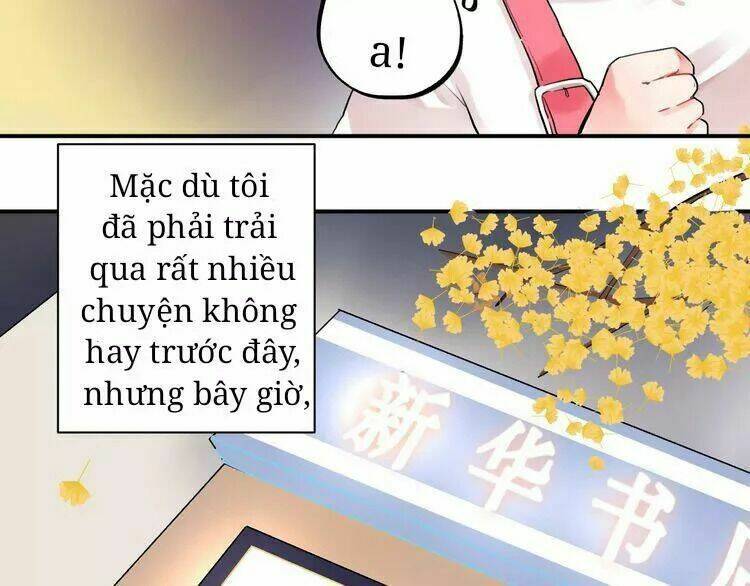 a!
Mặc dù tôi
đã phải trải
qua rất nhiều
chuyện không
hay trước đây,
nhưng bây giờ,
新华书